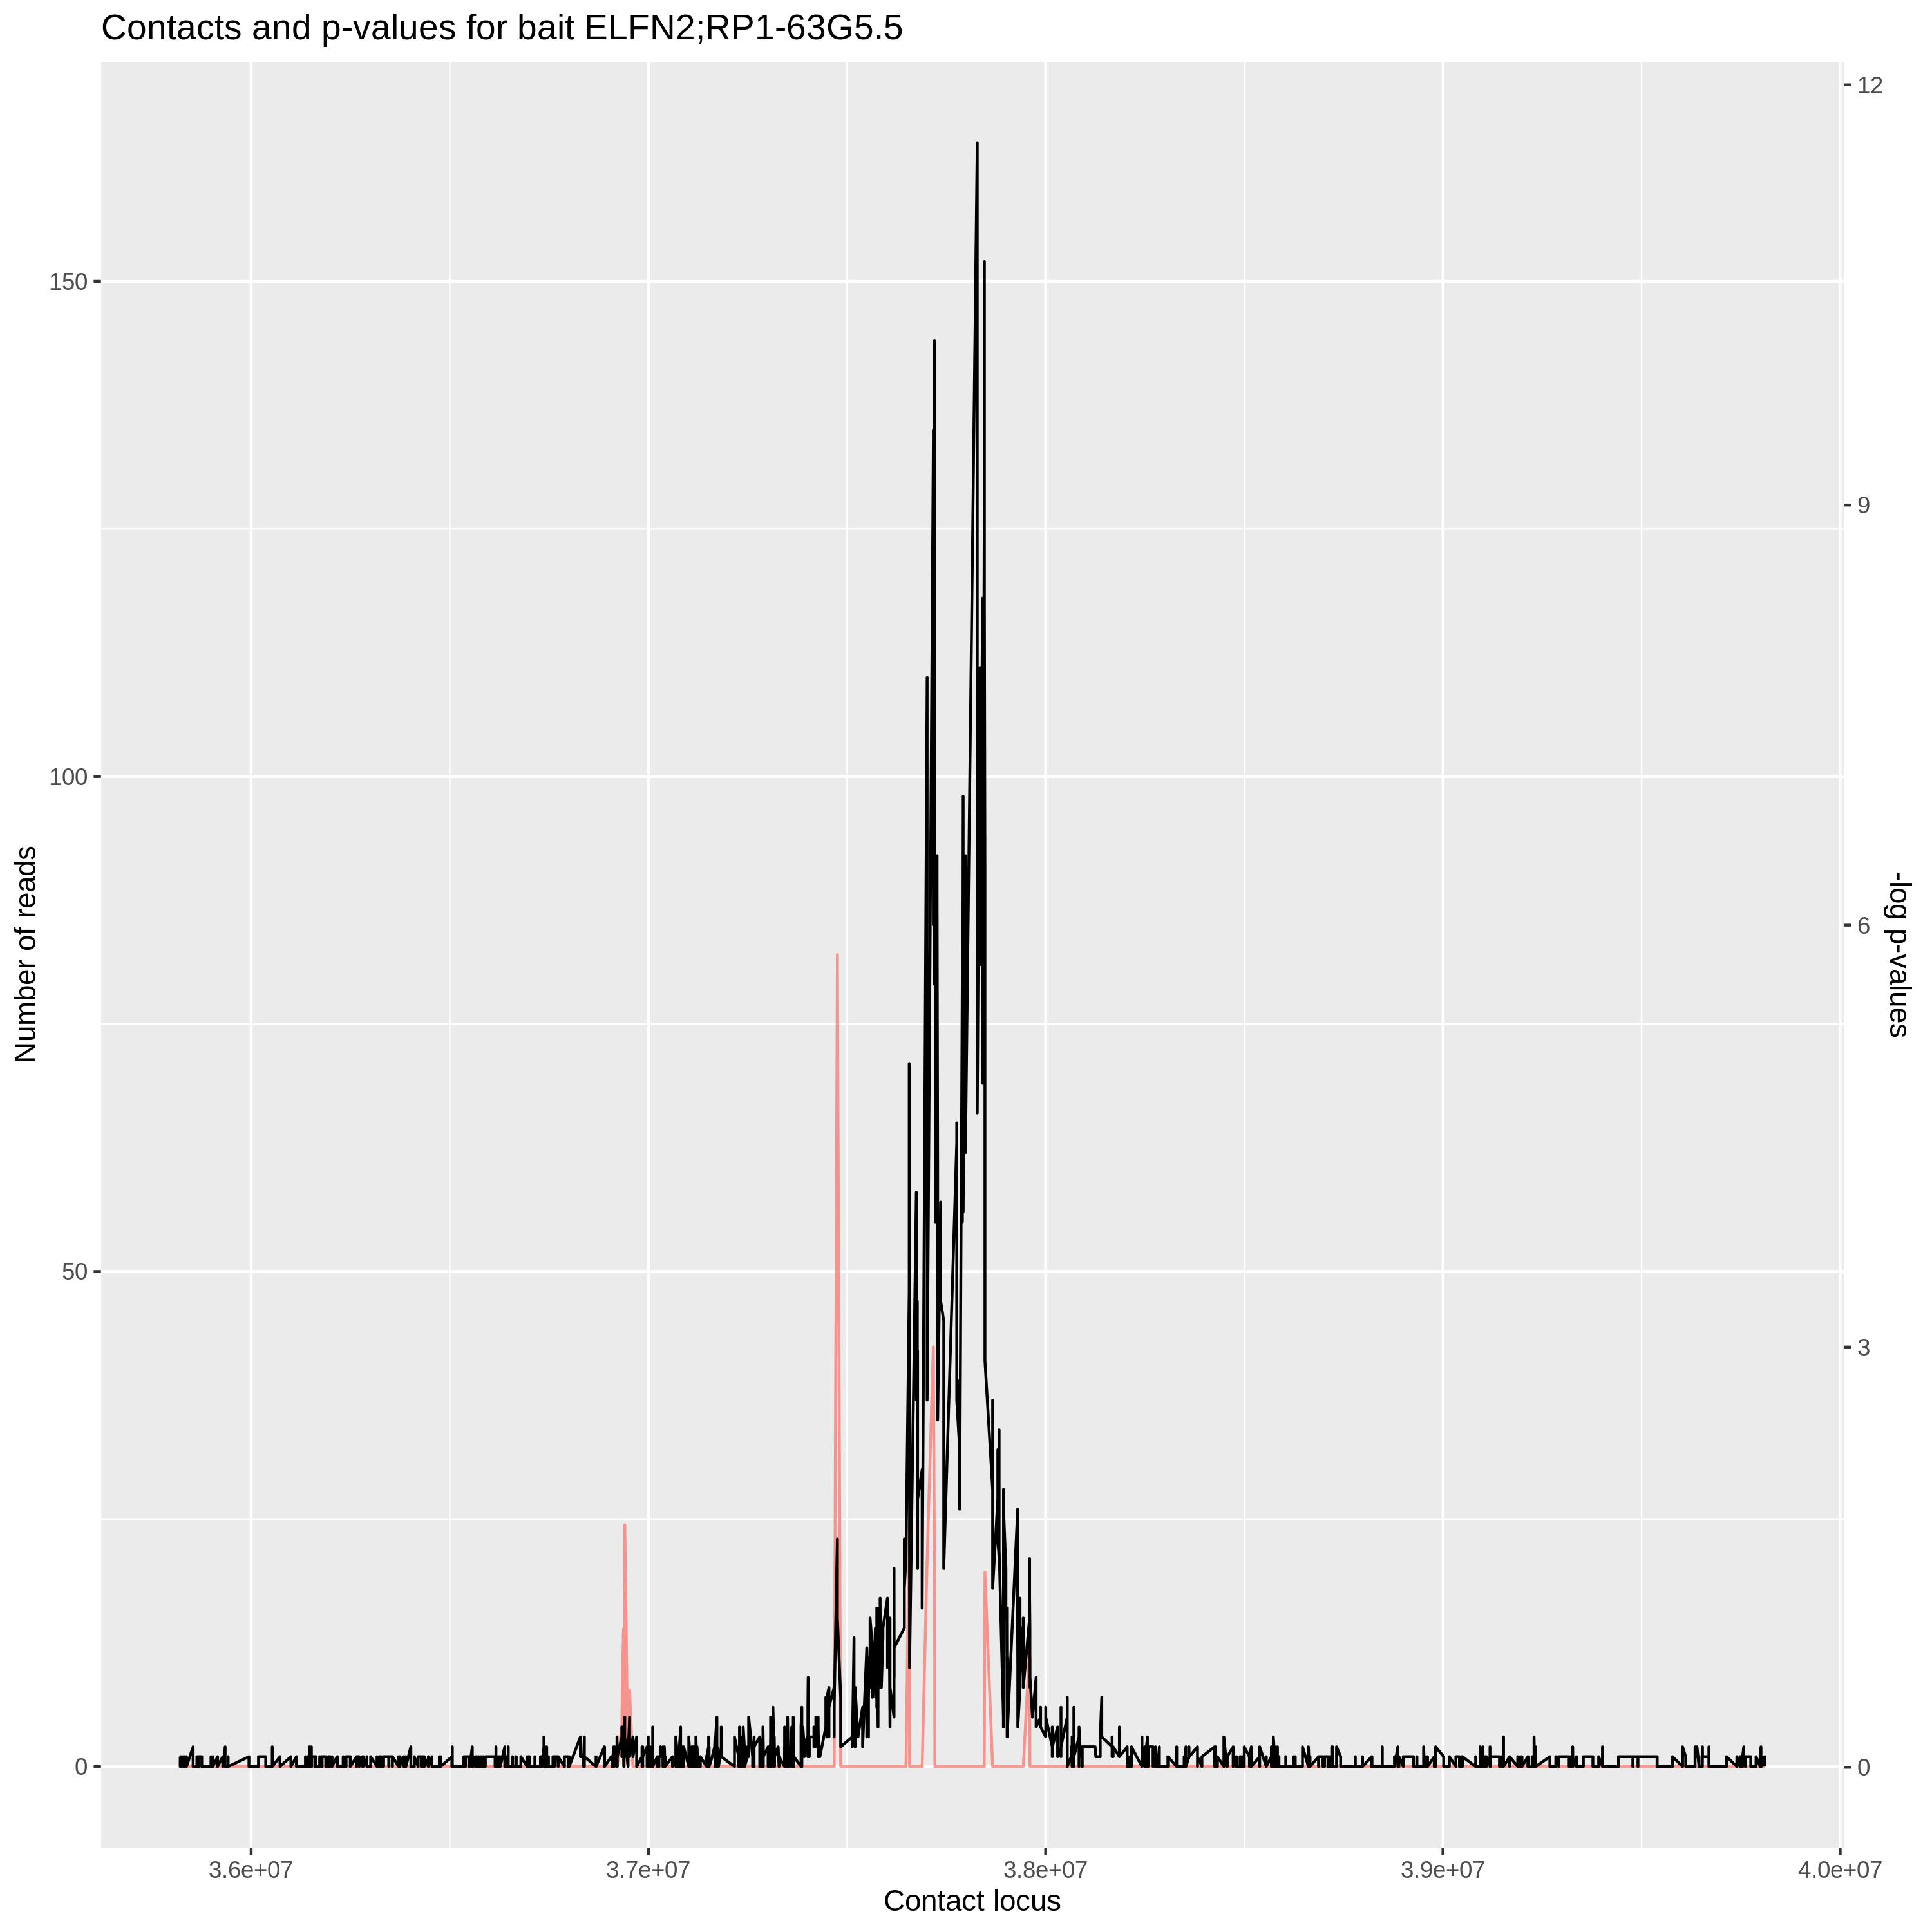 Contacts and p-values for bait ELFN2;RP1-63G5.5
12
150
9
100
6
Number of reads
-log p-values
50
3
0
0
3.6e+07
3.7e+07
3.8e+07
3.9e+07
4.0e+07
Contact locus